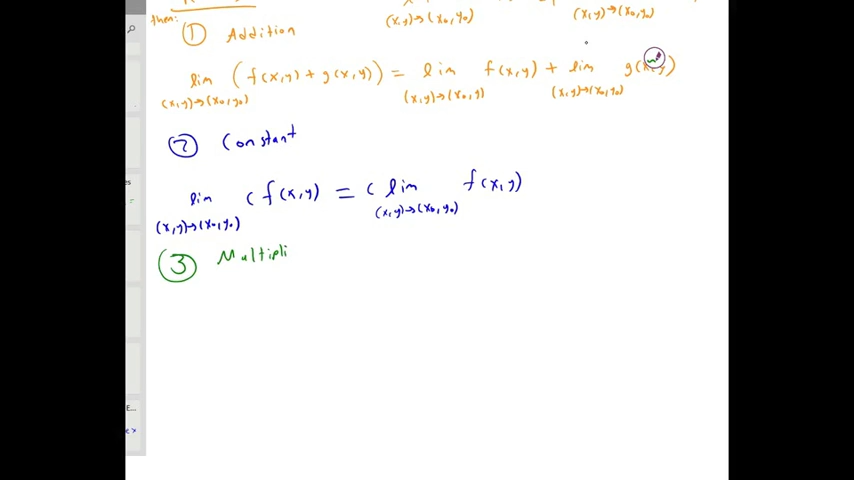 then:
(x,y)→(x₀,y₀) (x,y)→(x₀,y₀)
① Addition
lim (f(x,y) + g(x,y)) = lim f(x,y) + lim g(x,y)
(x,y)→(x₀,y₀) (x,y)→(x₀,y) (x,y)→(x₀,y₀)
② Constant
lim c f(x,y) = c lim f(x,y)
(x,y)→(x₀,y₀) (x,y)→(x₀,y₀)
③ Multipli